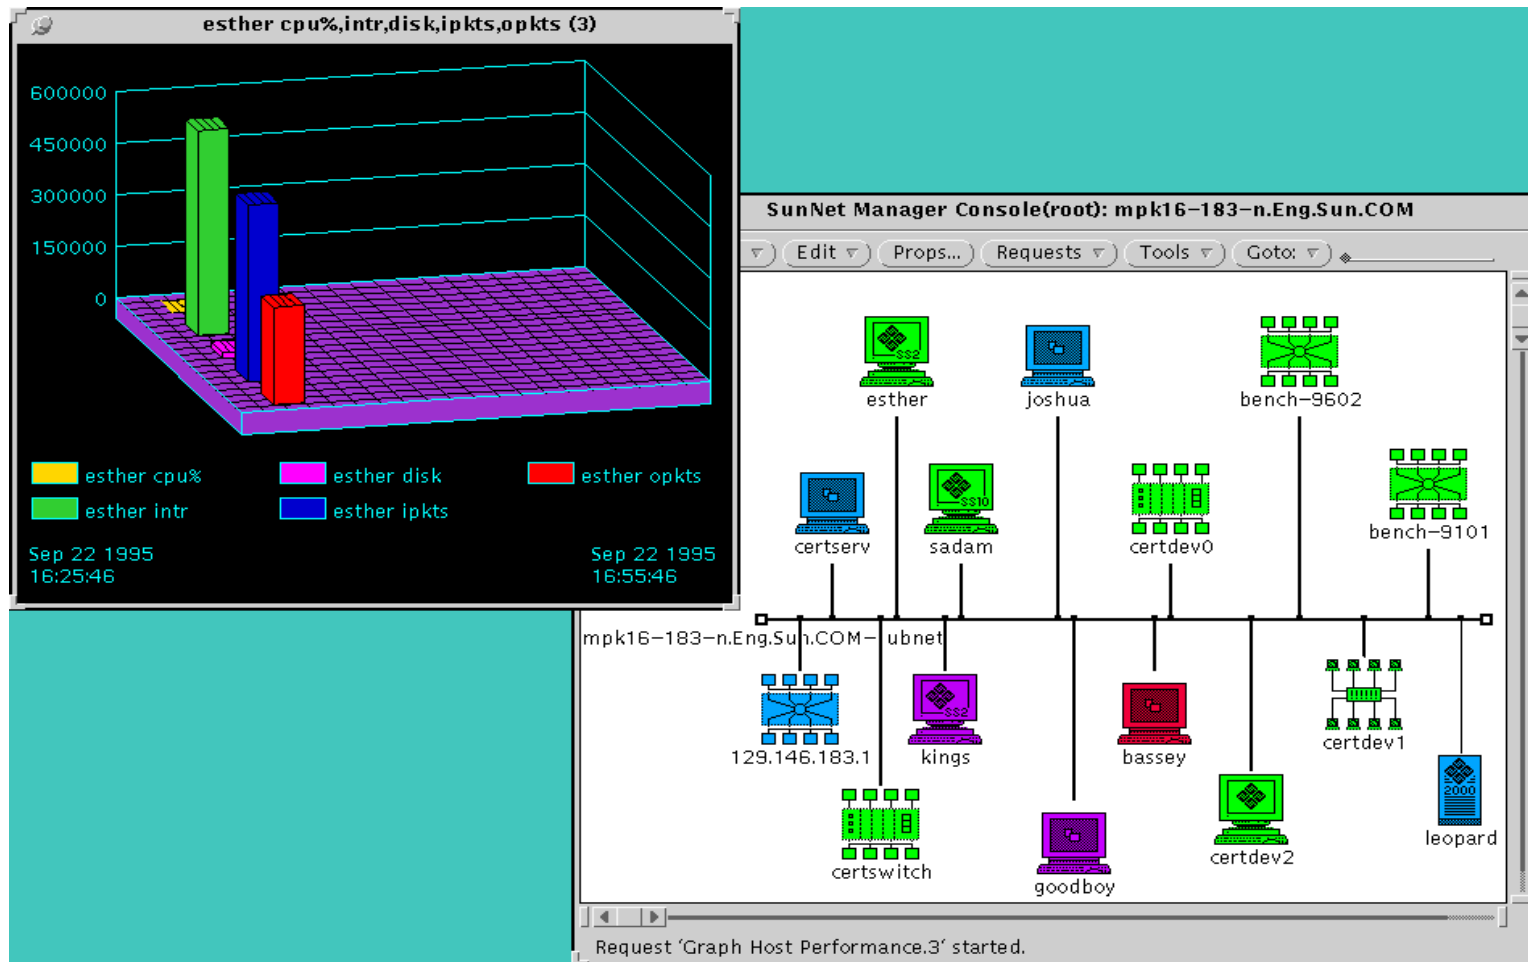 esther cpu%,intr,disk,ipkts,opkts (3)
600000
450000
300000
150000
0
esther cpu%
esther disk
esther opkts
esther intr
esther ipkts
Sep 22 1995
16:25:46
Sep 22 1995
16:55:46
SunNet Manager Console(root): mpk16-183-n.Eng.Sun.COM
Edit
Props...
Requests
Tools
Goto:
SS2
esther
joshua
bench-9602
certserv
SS10
sadam
certdev0
bench-9101
mpk16-183-n.Eng.Sun.COM- ubnet
129.146.183.1
SS2
kings
bassey
certdev1
certswitch
goodboy
certdev2
2000
leopard
Request 'Graph Host Performance.3' started.